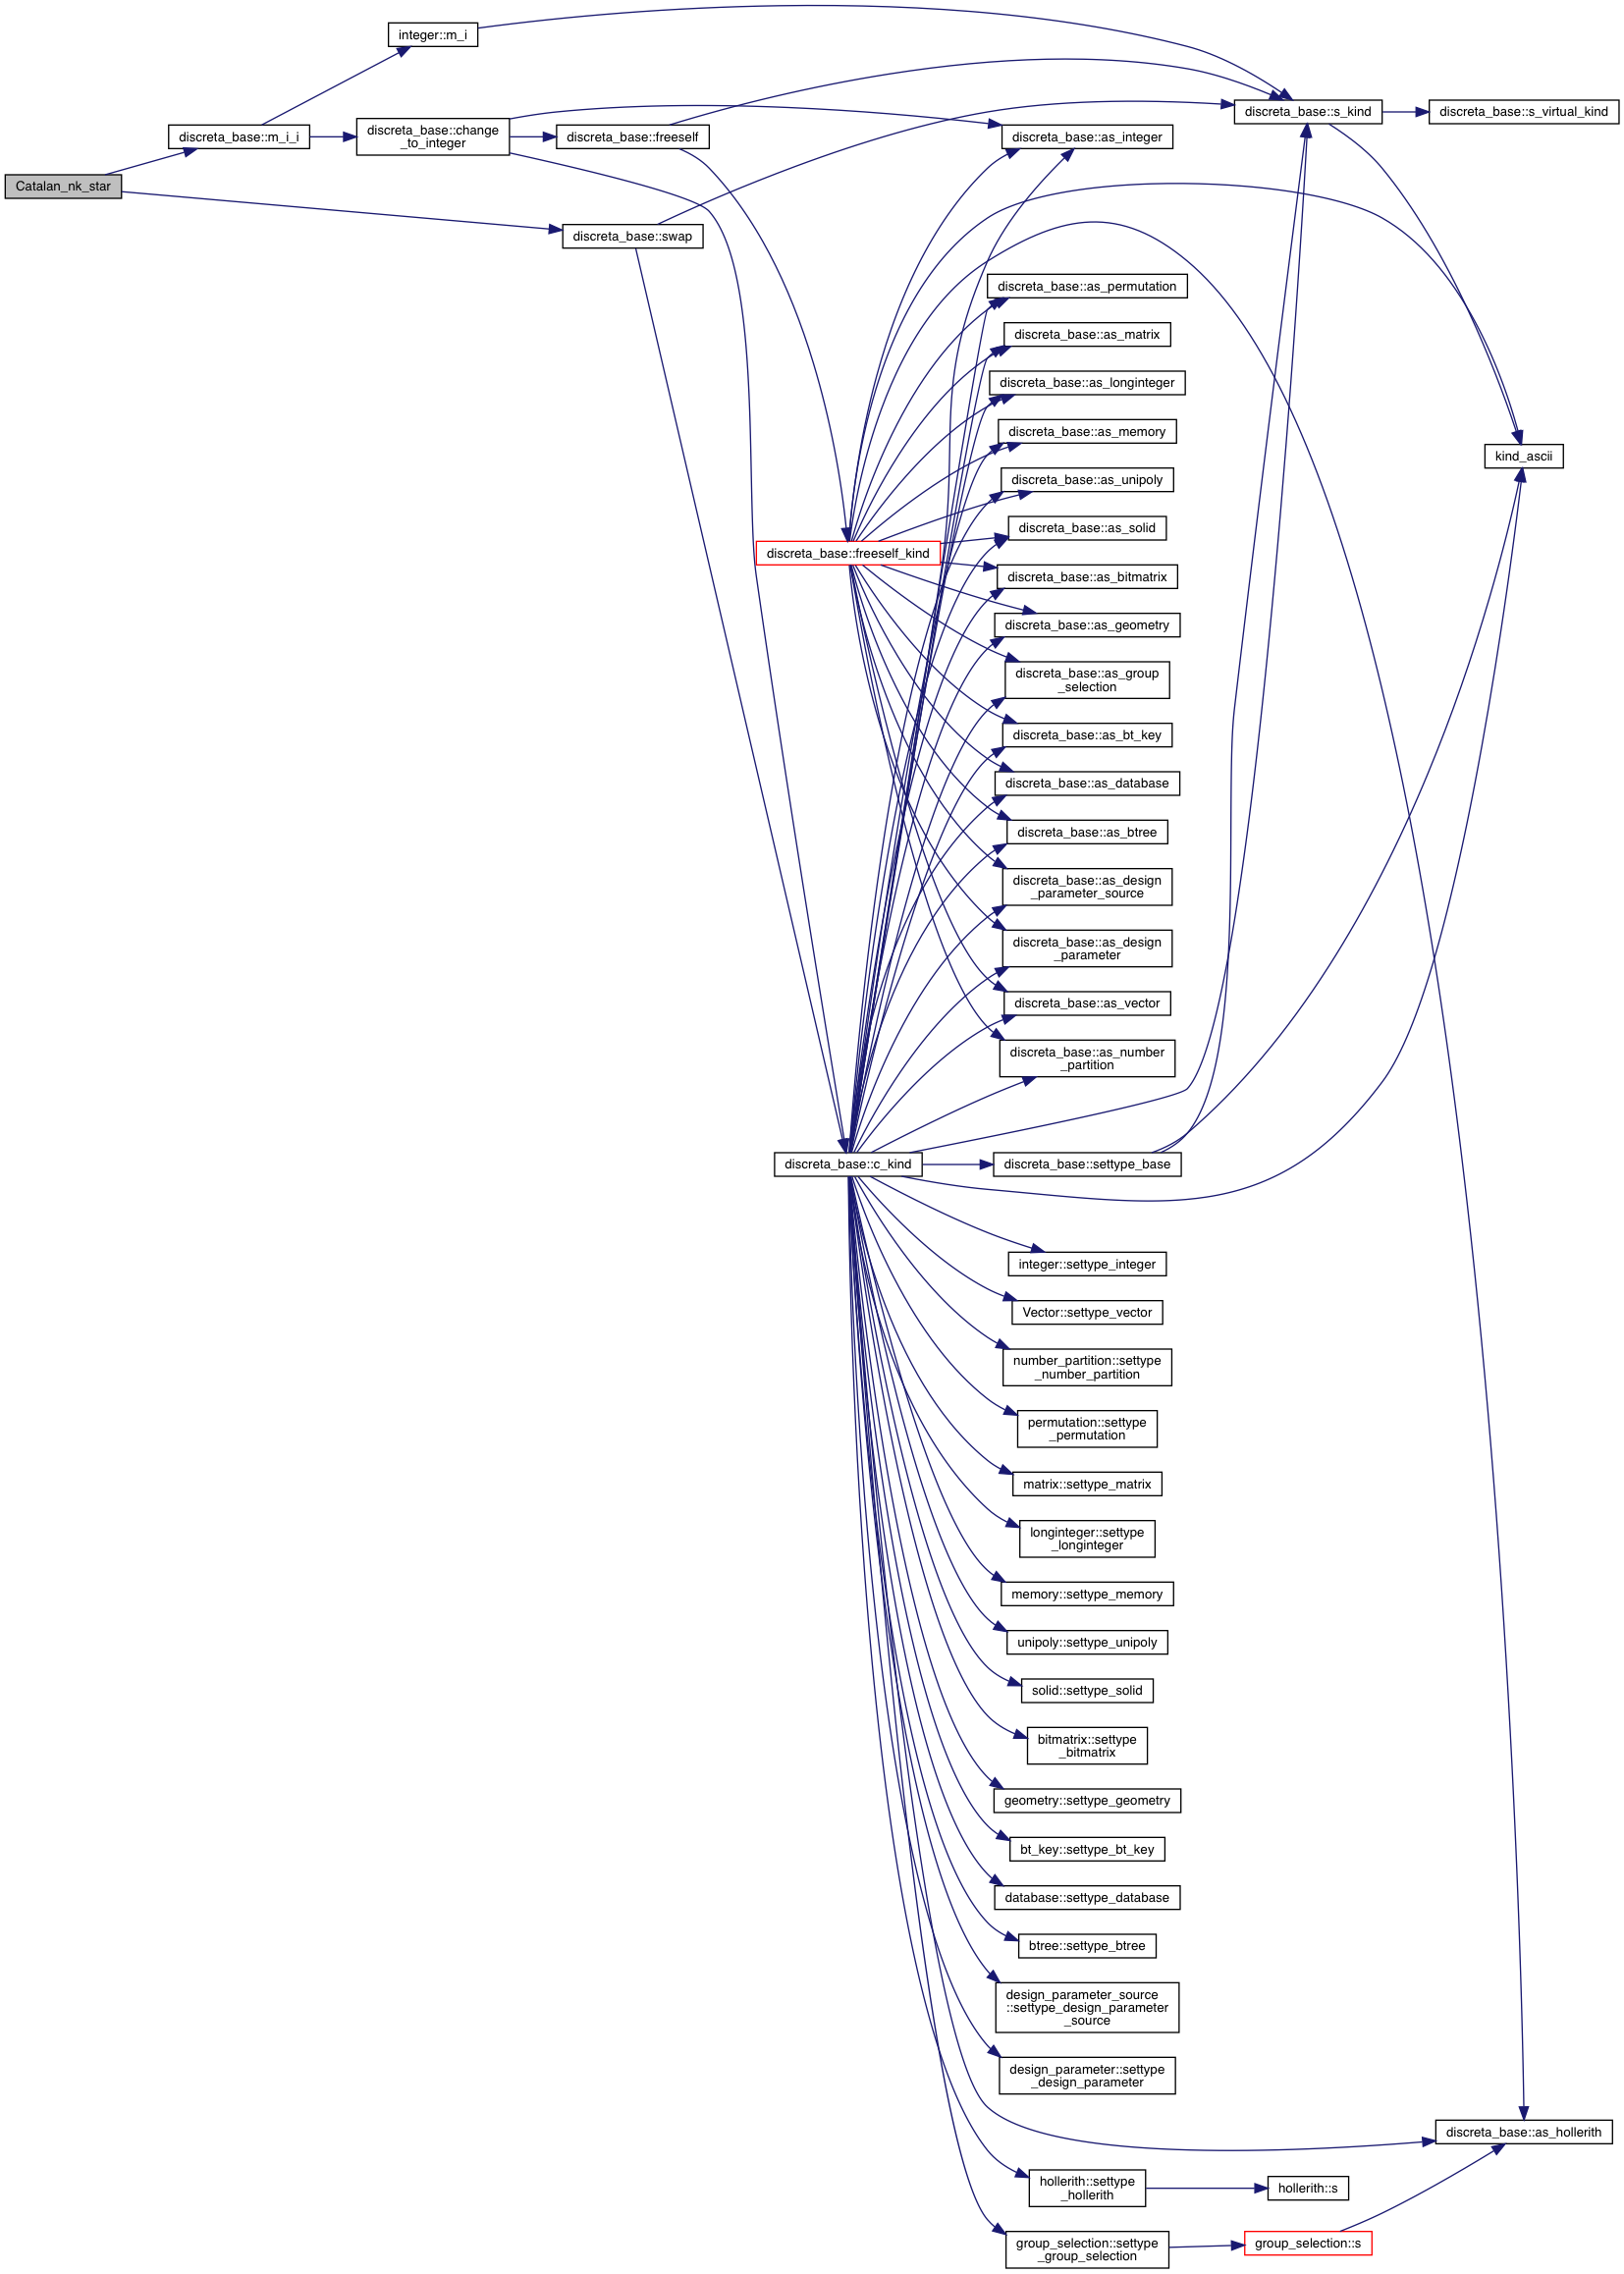 integer::m_i
discreta_base::s_kind
discreta_base::s_virtual_kind
discreta_base::m_i_i
discreta_base::change
_to_integer
discreta_base::freeself
discreta_base::as_integer
Catalan_nk_star
discreta_base::swap
discreta_base::as_permutation
discreta_base::as_matrix
discreta_base::as_longinteger
discreta_base::as_memory
kind_ascii
discreta_base::as_unipoly
discreta_base::as_solid
discreta_base::freeself_kind
discreta_base::as_bitmatrix
discreta_base::as_geometry
discreta_base::as_group
_selection
discreta_base::as_bt_key
discreta_base::as_database
discreta_base::as_btree
discreta_base::as_design
_parameter_source
discreta_base::as_design
_parameter
discreta_base::as_vector
discreta_base::as_number
_partition
discreta_base::c_kind
discreta_base::settype_base
integer::settype_integer
Vector::settype_vector
number_partition::settype
_number_partition
permutation::settype
_permutation
matrix::settype_matrix
longinteger::settype
_longinteger
memory::settype_memory
unipoly::settype_unipoly
solid::settype_solid
bitmatrix::settype
_bitmatrix
geometry::settype_geometry
bt_key::settype_bt_key
database::settype_database
btree::settype_btree
design_parameter_source
::settype_design_parameter
_source
design_parameter::settype
_design_parameter
discreta_base::as_hollerith
hollerith::settype
_hollerith
hollerith::s
group_selection::settype
_group_selection
group_selection::s